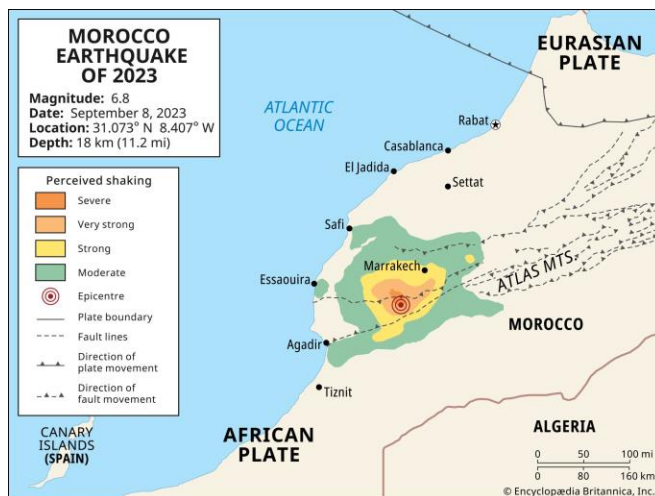 MOROCCO
EARTHQUAKE
OF 2023
Magnitude: 6.8
Date: September 8, 2023
Location: 31.073° N 8.407° W
Depth: 18 km (11.2 mi)
Perceived shaking
Severe
Very strong
Strong
Moderate
Epicentre
Plate boundary
Fault lines
Direction of
plate movement
Direction of
fault movement
EURASIAN
PLATE
ATLANTIC
OCEAN
Rabat
Casablanca
El Jadida
Settat
Safi
Marrakech
Essaouira
ATLAS MTS.
MOROCCO
Agadir
Tiznit
CANARY
ISLANDS
(SPAIN)
AFRICAN
PLATE
ALGERIA
0 50 100 mi
0 80 160 km
© Encyclopædia Britannica, Inc.